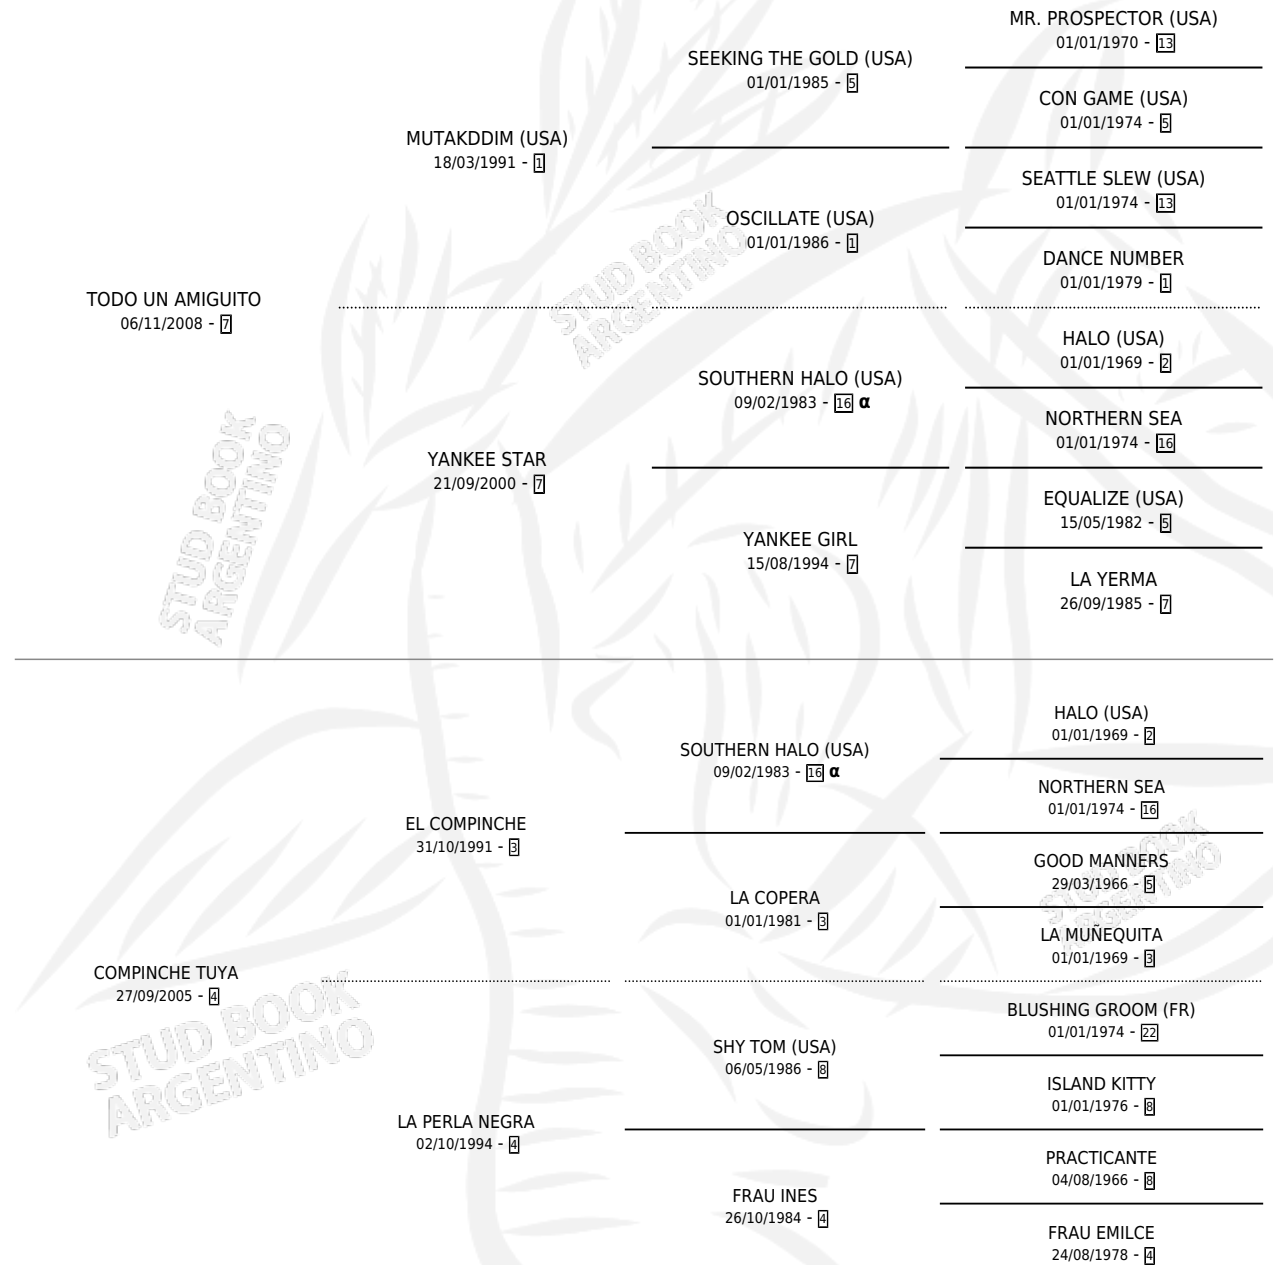 MR. PROSPECTOR (USA)
01/01/1970 - 13
SEEKING THE GOLD (USA)
01/01/1985 - 5
CON GAME (USA)
01/01/1974 - 5
MUTAKDDIM (USA)
18/03/1991 - 1
SEATTLE SLEW (USA)
01/01/1974 - 13
OSCILLATE (USA)
01/01/1986 - 1
DANCE NUMBER
01/01/1979 - 1
TODO UN AMIGUITO
06/11/2008 - 7
HALO (USA)
01/01/1969 - 2
SOUTHERN HALO (USA)
09/02/1983 - 16 α
NORTHERN SEA
01/01/1974 - 16
YANKEE STAR
21/09/2000 - 7
EQUALIZE (USA)
15/05/1982 - 5
YANKEE GIRL
15/08/1994 - 7
LA YERMA
26/09/1985 - 7
HALO (USA)
01/01/1969 - 2
SOUTHERN HALO (USA)
09/02/1983 - 16 α
NORTHERN SEA
01/01/1974 - 16
EL COMPINCHE
31/10/1991 - 3
GOOD MANNERS
29/03/1966 - 5
LA COPERA
01/01/1981 - 3
LA MUÑEQUITA
01/01/1969 - 3
COMPINCHE TUYA
27/09/2005 - 4
BLUSHING GROOM (FR)
01/01/1974 - 22
SHY TOM (USA)
06/05/1986 - 8
ISLAND KITTY
01/01/1976 - 8
LA PERLA NEGRA
02/10/1994 - 4
PRACTICANTE
04/08/1966 - 8
FRAU INES
26/10/1984 - 4
FRAU EMILCE
24/08/1978 - 4
STUD BOOK
ARGENTINO
STUD BOOK
ARGENTINO
STUD BOOK
ARGENTINO
STUD BOOK
ARGENTINO